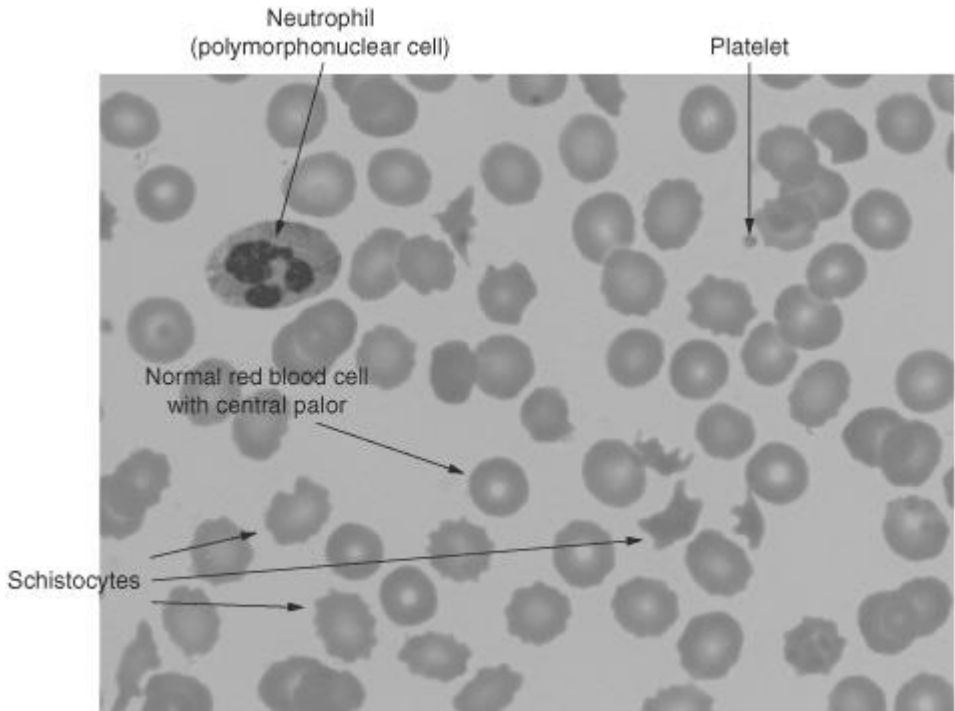 Neutrophil
(polymorphonuclear cell)
Platelet
Normal red blood cell
with central palor
Schistocytes